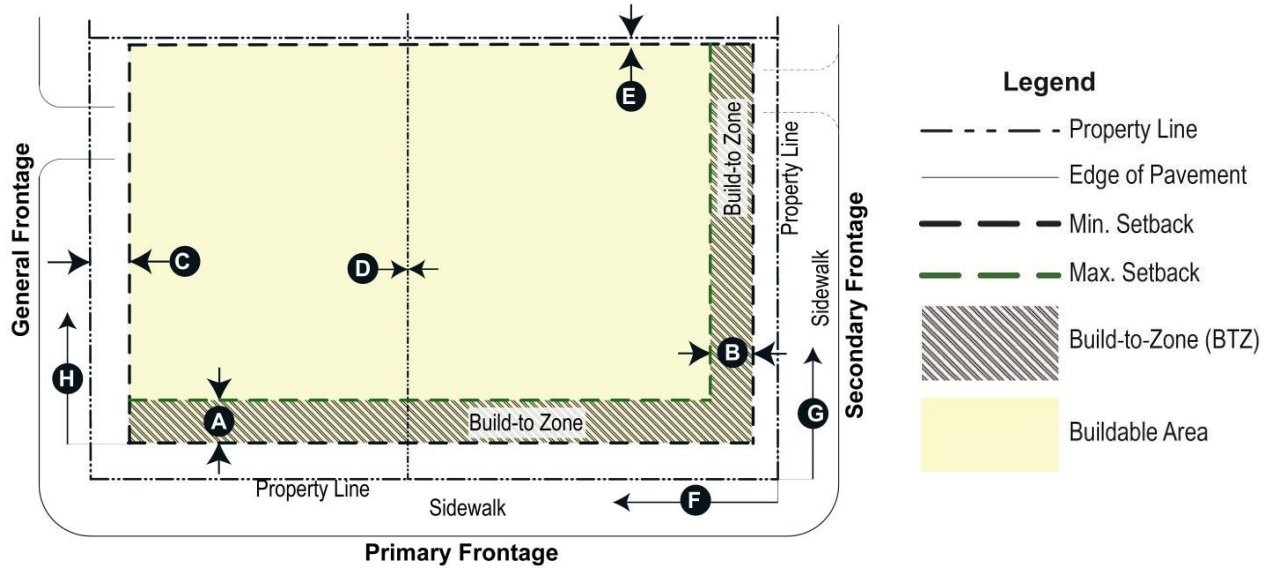 E
Build-to Zone
Property Line
General Frontage
C
D
Secondary Frontage
Sidewalk
B
H
A
Build-to Zone
G
Property Line
F
Sidewalk
Primary Frontage
Legend
Property Line
Edge of Pavement
Min. Setback
Max. Setback
Build-to-Zone (BTZ)
Buildable Area